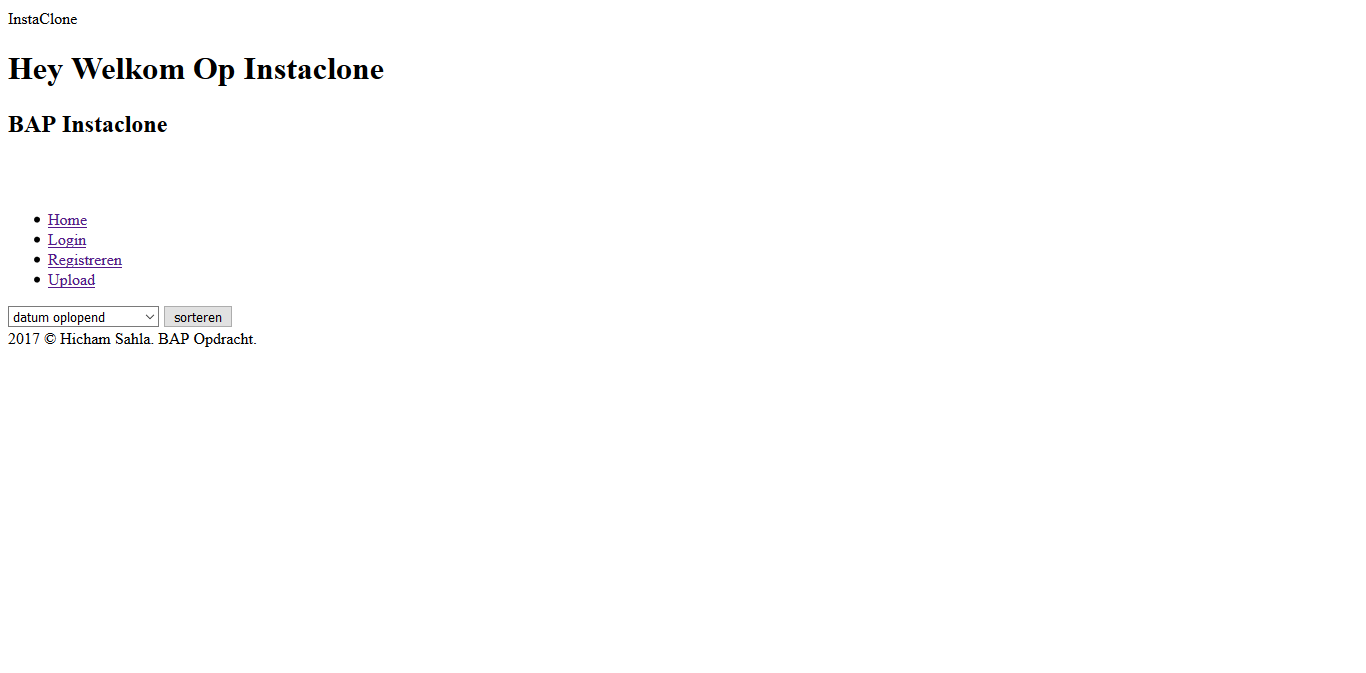 InstaClone
Hey Welkom Op Instaclone
BAP Instaclone
Home
Login
Registreren
Upload
datum oplopend sorteren
2017 © Hicham Sahla. BAP Opdracht.